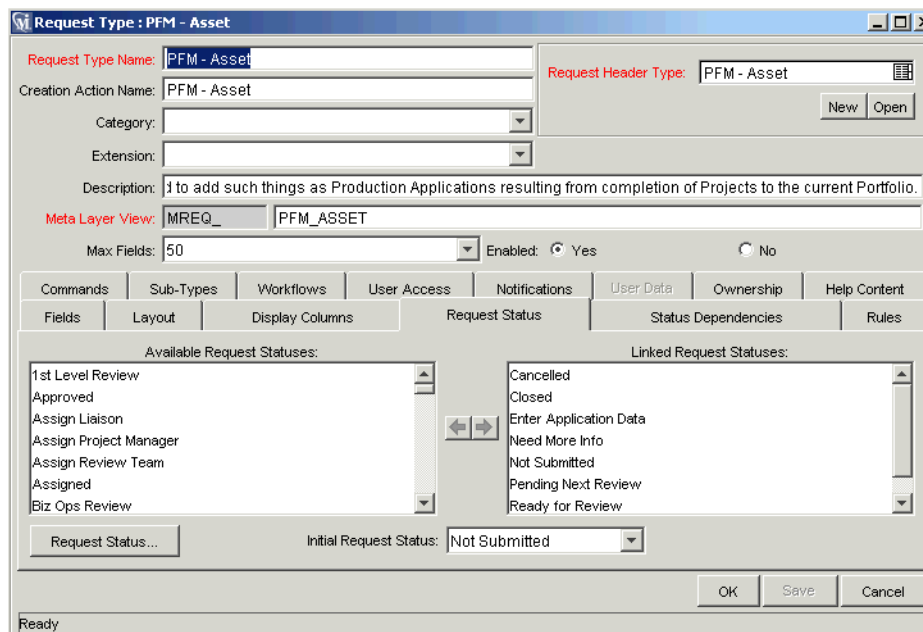 Request Type : PFM - Asset
Request Type Name: PFM - Asset
Request Header Type: PFM - Asset
Creation Action Name: PFM - Asset
New Open
Category:
Extension:
Description: to add such things as Production Applications resulting from completion of Projects to the current Portfolio.
Meta Layer View: MREQ_ PFM_ASSET
Max Fields: 50 Enabled: Yes No
Commands Sub-Types Workflows User Access Notifications User Data Ownership Help Content
Fields Layout Display Columns Request Status Status Dependencies Rules
Available Request Statuses:
1st Level Review
Approved
Assign Liaison
Assign Project Manager
Assign Review Team
Assigned
Biz Ops Review
Linked Request Statuses:
Cancelled
Closed
Enter Application Data
Need More Info
Not Submitted
Pending Next Review
Ready for Review
Request Status... Initial Request Status: Not Submitted
OK Save Cancel
Ready